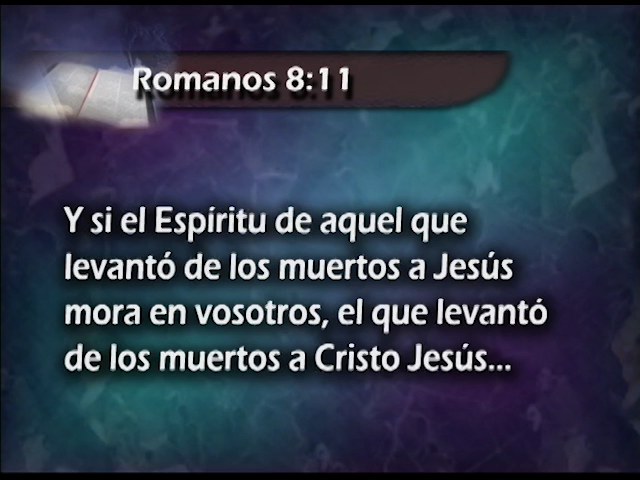 Romanos 8:11
Y si el Espíritu de aquel que
levantó de los muertos a Jesús
mora en vosotros, el que levantó
de los muertos a Cristo Jesús...